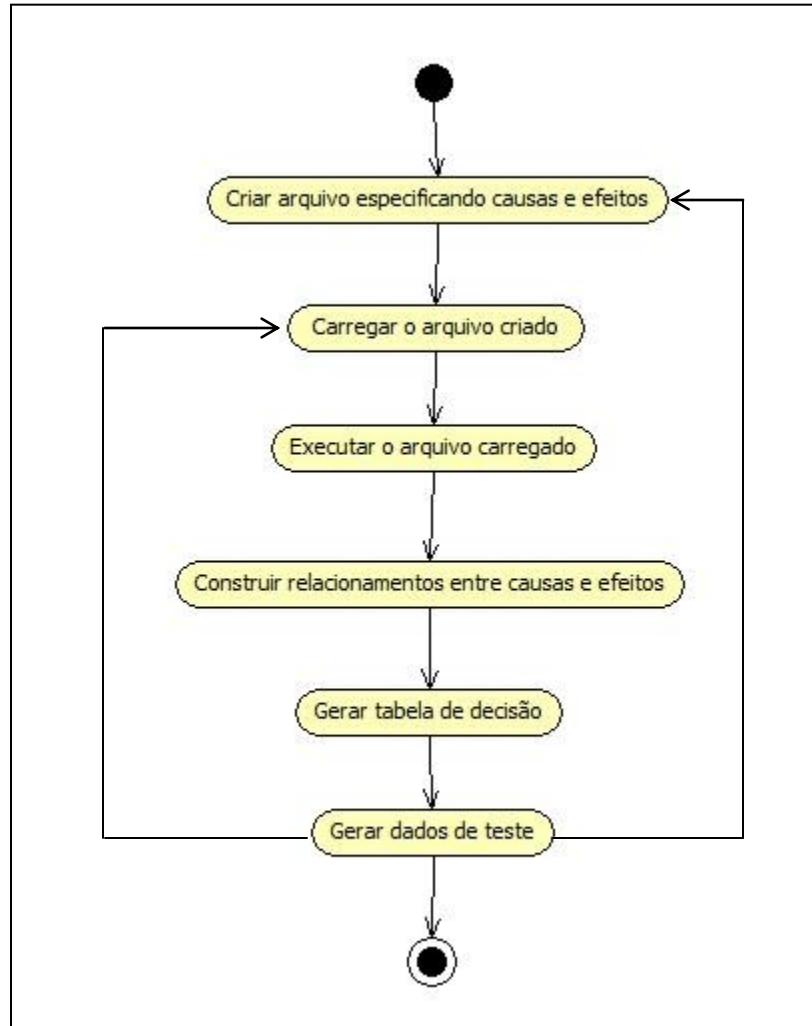 Criar arquivo especificando causas e efeitos
Carregar o arquivo criado
Executar o arquivo carregado
Construir relacionamentos entre causas e efeitos
Gerar tabela de decisão
Gerar dados de teste